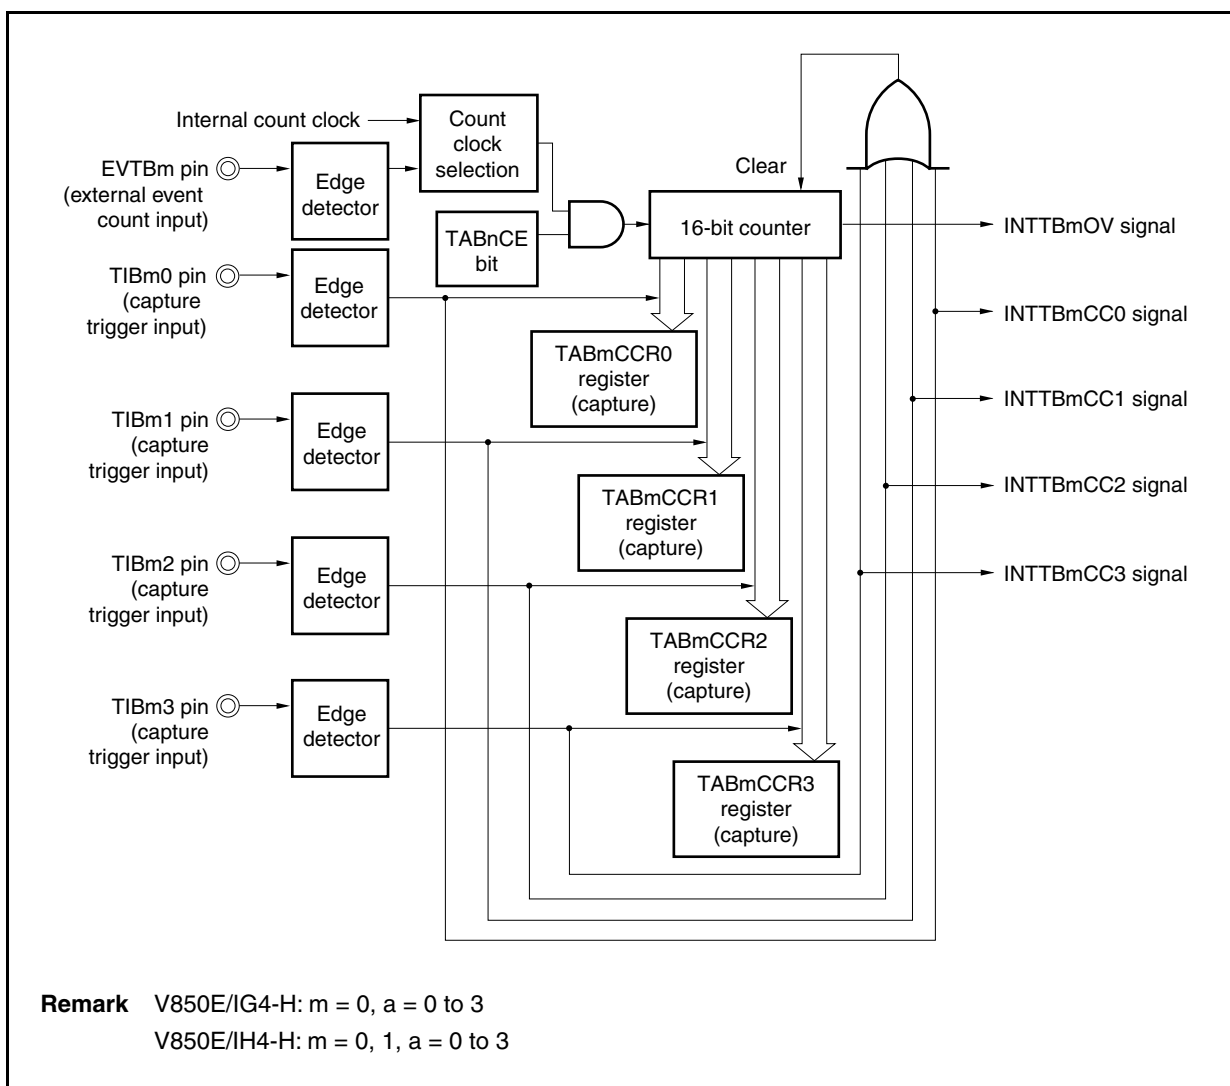 Internal count clock
Count
clock
selection
EVTBm pin
(external event
count input)
Edge
detector
Clear
TABnCE
bit
16-bit counter
INTTBmOV signal
TIBm0 pin
(capture
trigger input)
Edge
detector
INTTBmCC0 signal
TABmCCR0
register
(capture)
TIBm1 pin
(capture
trigger input)
Edge
detector
INTTBmCC1 signal
TABmCCR1
register
(capture)
INTTBmCC2 signal
TIBm2 pin
(capture
trigger input)
Edge
detector
INTTBmCC3 signal
TABmCCR2
register
(capture)
TIBm3 pin
(capture
trigger input)
Edge
detector
TABmCCR3
register
(capture)
Remark V850E/IG4-H: m = 0, a = 0 to 3
V850E/IH4-H: m = 0, 1, a = 0 to 3